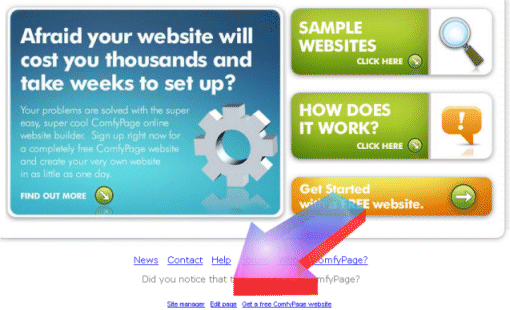 Afraid your website will
cost you thousands and
take weeks to set up?
Your problems are solved with the super
easy, super cool ComfyPage online
website builder. Sign up right now for
a completely free ComfyPage website
and create your very own website
in as little as one day.
FIND OUT MORE
SAMPLE
WEBSITES
CLICK HERE
HOW DOES
IT WORK?
CLICK HERE
Get Started
with a FREE website.
News Contact Help ComfyPage?
Did you notice that ComfyPage?
Site manager Edit page Get a free ComfyPage website